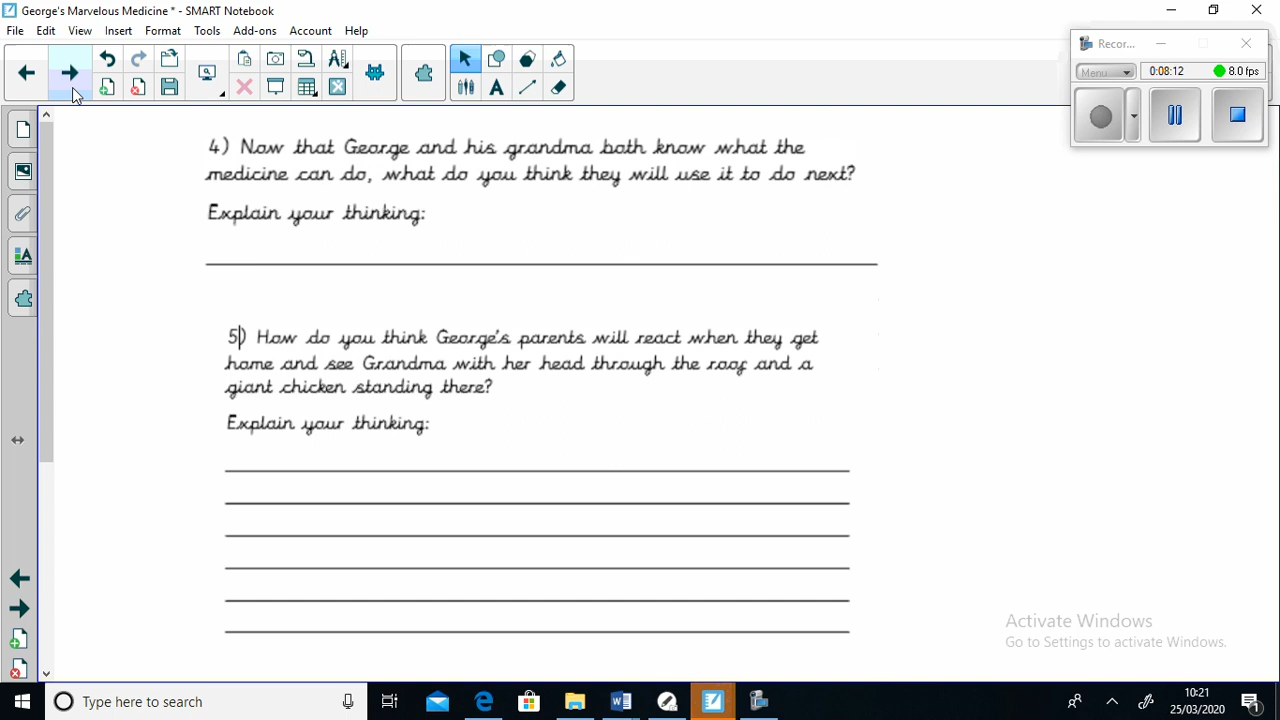 George's Marvelous Medicine * - SMART Notebook
File Edit View Insert Format Tools Add-ons Account Help
Recor...
Menu 0:08:12 8.0 fps
4) Now that George and his grandma both know what the
medicine can do, what do you think they will use it to do next?
Explain your thinking:
5) How do you think George's parents will react when they get
home and see Grandma with her head through the roof and a
giant chicken standing there?
Explain your thinking:
Activate Windows
Go to Settings to activate Windows.
Type here to search
10:21
25/03/2020
1